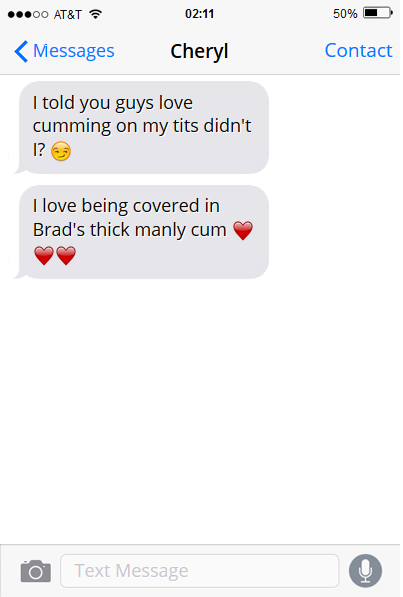 AT&T 02:11 50%
Messages Cheryl Contact
I told you guys love
cumming on my tits didn't
I? 😏
I love being covered in
Brad's thick manly cum ❤️
❤️❤️
Text Message